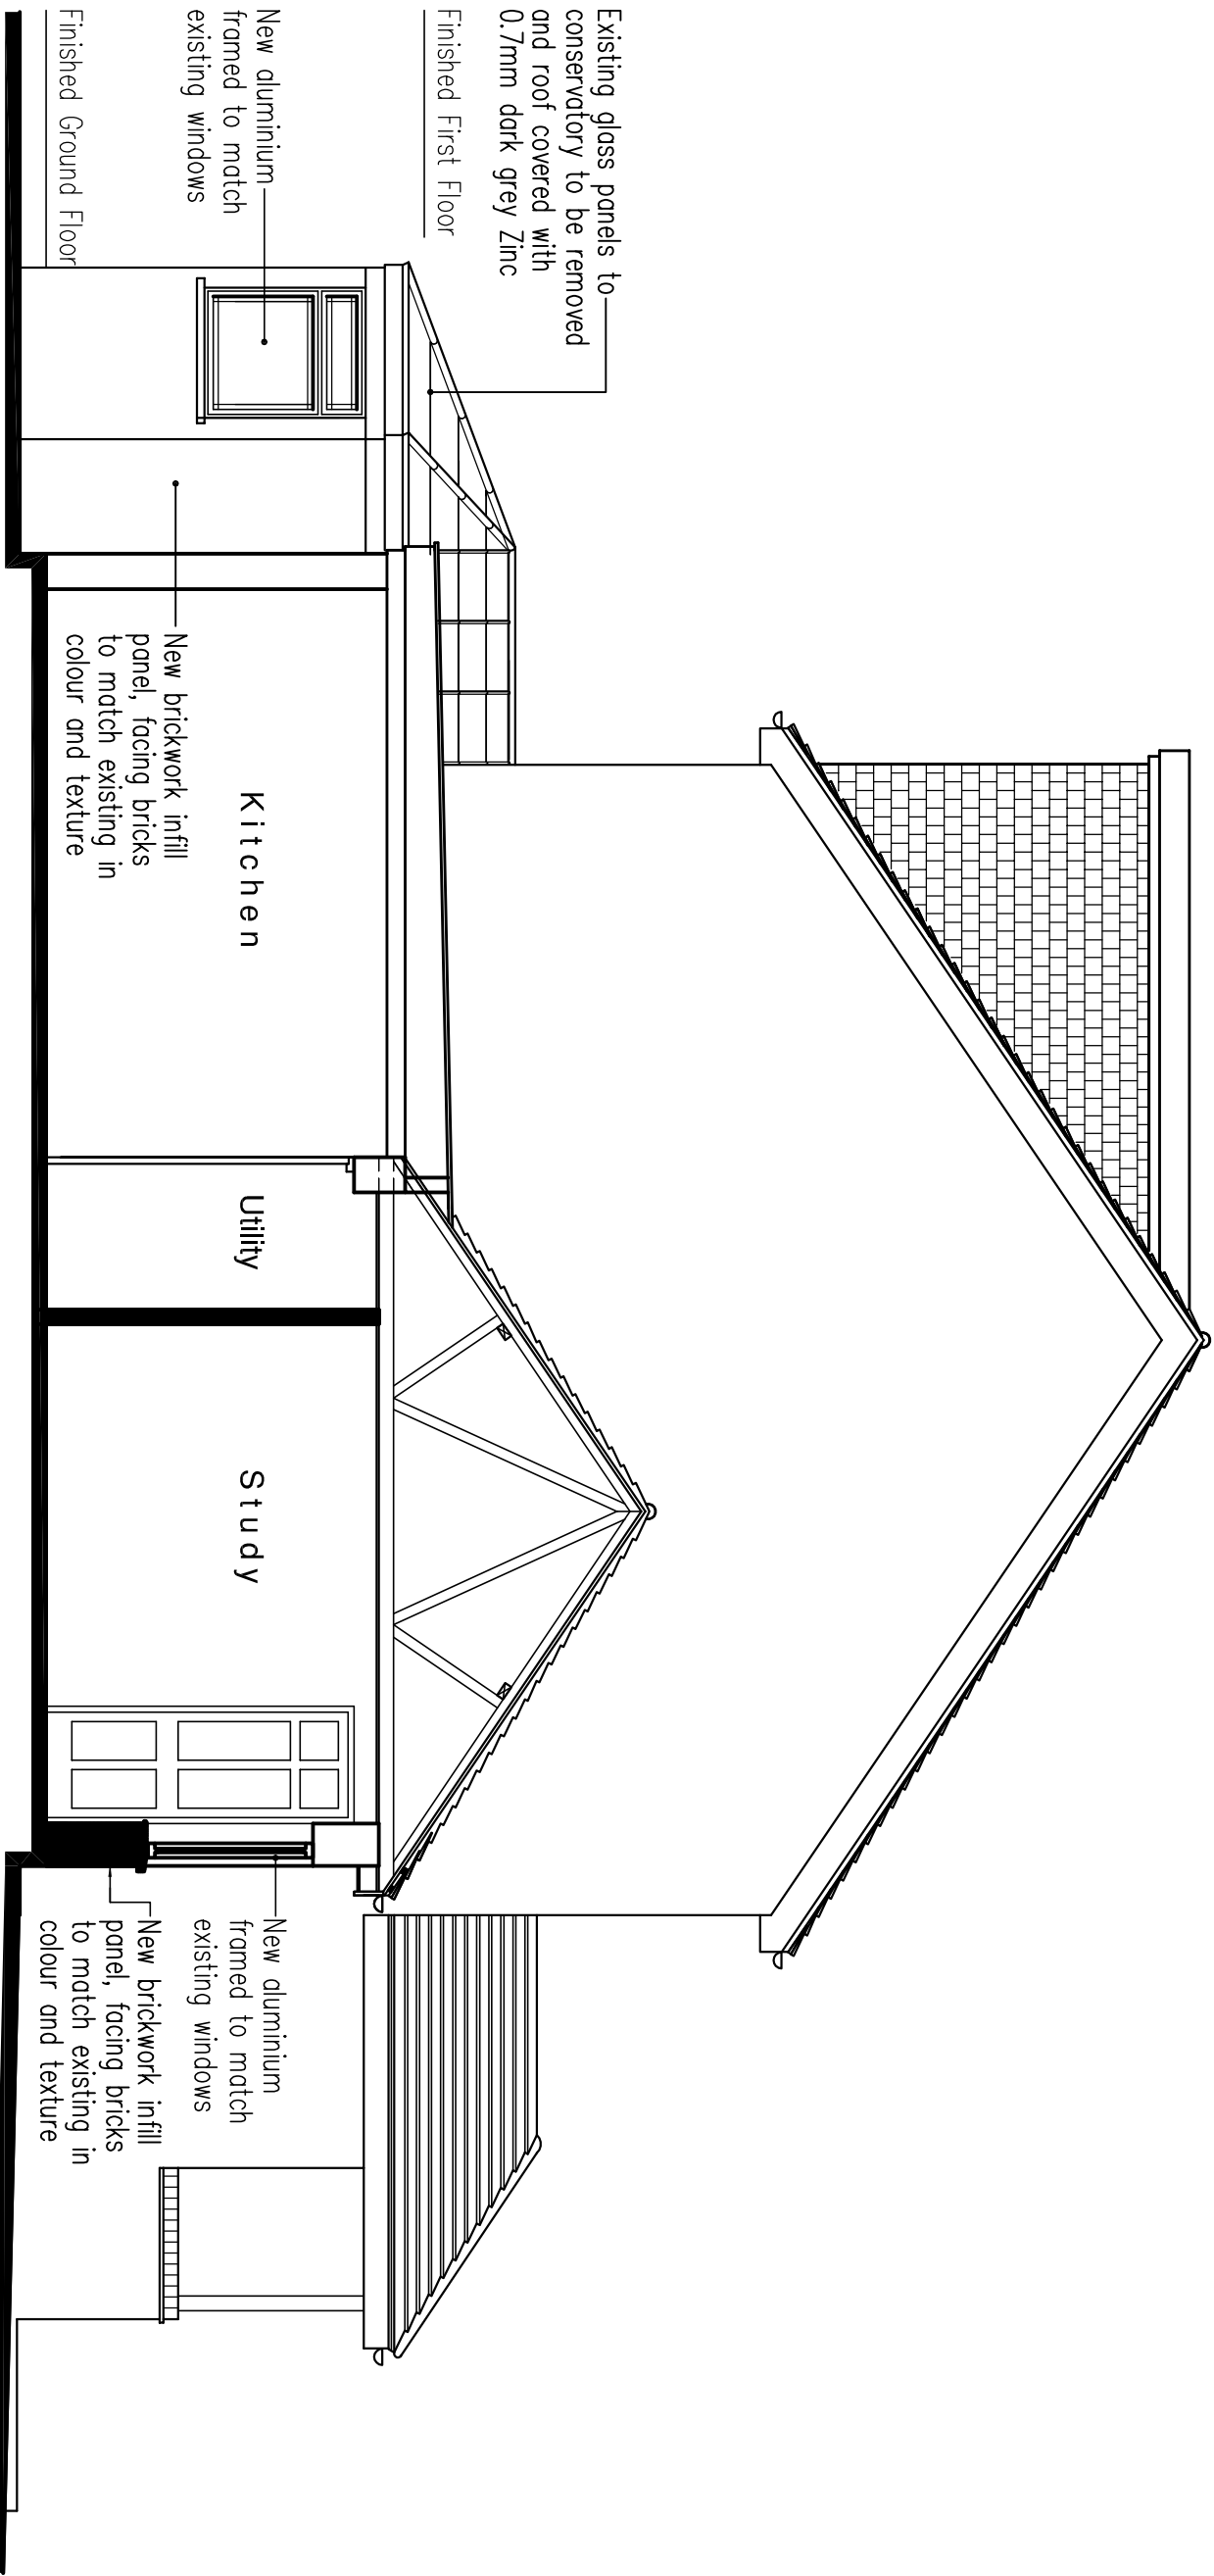 Existing glass panels to
conservatory to be removed
and roof covered with
0.7mm dark grey Zinc
Finished First Floor
New aluminium
framed to match
existing windows
Finished Ground Floor
New brickwork infill
panel, facing bricks
to match existing in
colour and texture
Kitchen
Utility
Study
New aluminium
framed to match
existing windows
New brickwork infill
panel, facing bricks
to match existing in
colour and texture